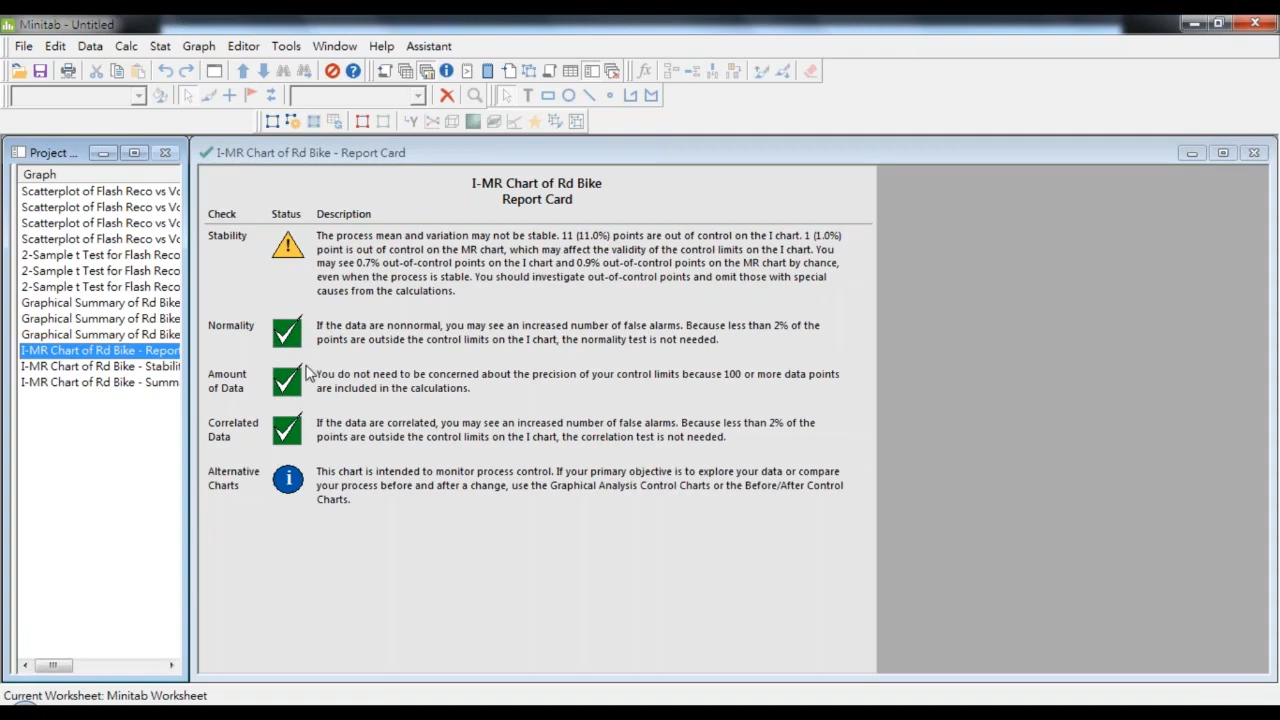 Minitab - Untitled
File Edit Data Calc Stat Graph Editor Tools Window Help Assistant
Project ...
Graph
Scatterplot of Flash Reco vs Vo
Scatterplot of Flash Reco vs Vo
Scatterplot of Flash Reco vs Vo
Scatterplot of Flash Reco vs Vo
2-Sample t Test for Flash Reco
2-Sample t Test for Flash Reco
2-Sample t Test for Flash Reco
Graphical Summary of Rd Bike
Graphical Summary of Rd Bike
Graphical Summary of Rd Bike
I-MR Chart of Rd Bike - Report
I-MR Chart of Rd Bike - Stabilit
I-MR Chart of Rd Bike - Summ
I-MR Chart of Rd Bike - Report Card
I-MR Chart of Rd Bike
Report Card
Check Status Description
Stability
The process mean and variation may not be stable. 11 (11.0%) points are out of control on the I chart. 1 (1.0%)
point is out of control on the MR chart, which may affect the validity of the control limits on the I chart. You
may see 0.7% out-of-control points on the I chart and 0.9% out-of-control points on the MR chart by chance,
even when the process is stable. You should investigate out-of-control points and omit those with special
causes from the calculations.
Normality
If the data are nonnormal, you may see an increased number of false alarms. Because less than 2% of the
points are outside the control limits on the I chart, the normality test is not needed.
Amount
of Data
You do not need to be concerned about the precision of your control limits because 100 or more data points
are included in the calculations.
Correlated
Data
If the data are correlated, you may see an increased number of false alarms. Because less than 2% of the
points are outside the control limits on the I chart, the correlation test is not needed.
Alternative
Charts
This chart is intended to monitor process control. If your primary objective is to explore your data or compare
your process before and after a change, use the Graphical Analysis Control Charts or the Before/After Control
Charts.
Current Worksheet: Minitab Worksheet